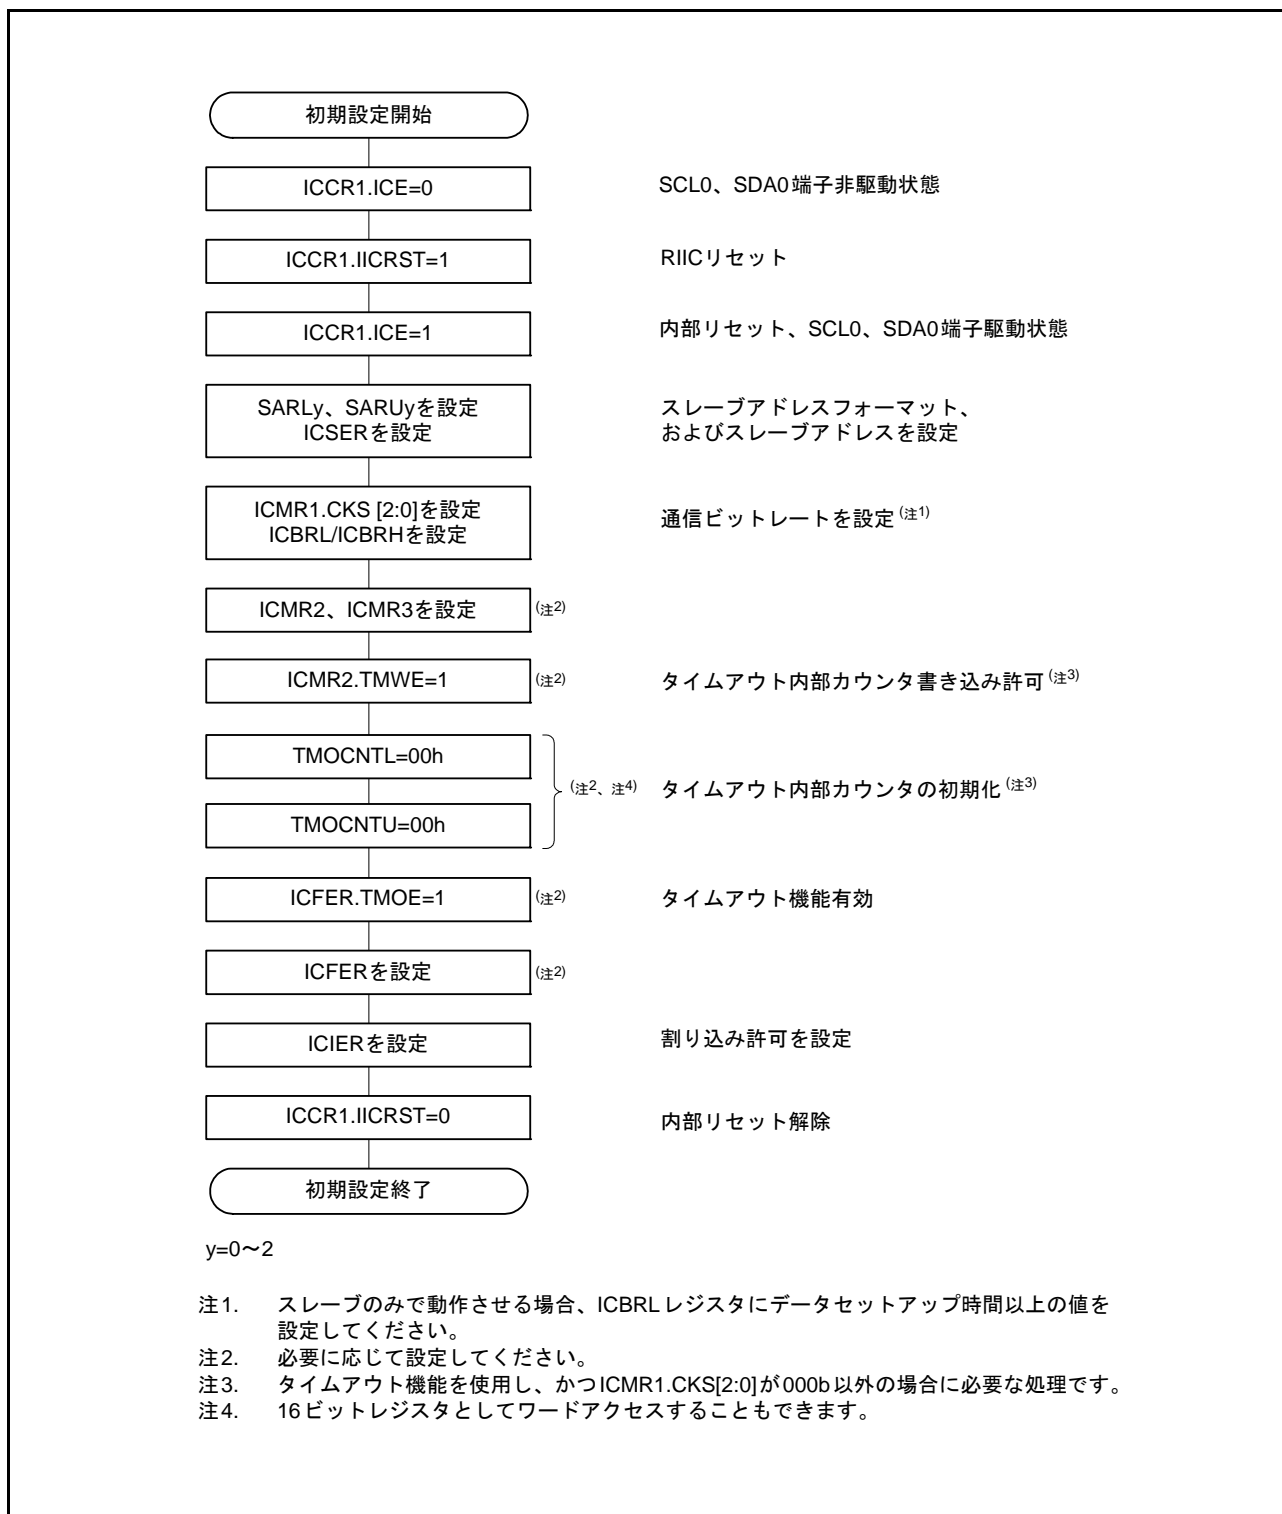 初期設定開始
ICCR1.ICE=0
SCL0、SDA0端子非駆動状態
ICCR1.IICRST=1
RIICリセット
ICCR1.ICE=1
内部リセット、SCL0、SDA0端子駆動状態
SARLy、SARUyを設定
ICSERを設定
スレーブアドレスフォーマット、
およびスレーブアドレスを設定
ICMR1.CKS [2:0]を設定
ICBRL/ICBRHを設定
通信ビットレートを設定 (注1)
ICMR2、ICMR3を設定 (注2)
ICMR2.TMWE=1 (注2)
タイムアウト内部カウンタ書き込み許可 (注3)
TMOCNTL=00h
TMOCNTU=00h
(注2、注4)
タイムアウト内部カウンタの初期化 (注3)
ICFER.TMOE=1 (注2)
タイムアウト機能有効
ICFERを設定 (注2)
ICIERを設定
割り込み許可を設定
ICCR1.IICRST=0
内部リセット解除
初期設定終了
y=0〜2
注1. スレーブのみで動作させる場合、ICBRLレジスタにデータセットアップ時間以上の値を
設定してください。
注2. 必要に応じて設定してください。
注3. タイムアウト機能を使用し、かつICMR1.CKS[2:0]が000b以外の場合に必要な処理です。
注4. 16ビットレジスタとしてワードアクセスすることもできます。